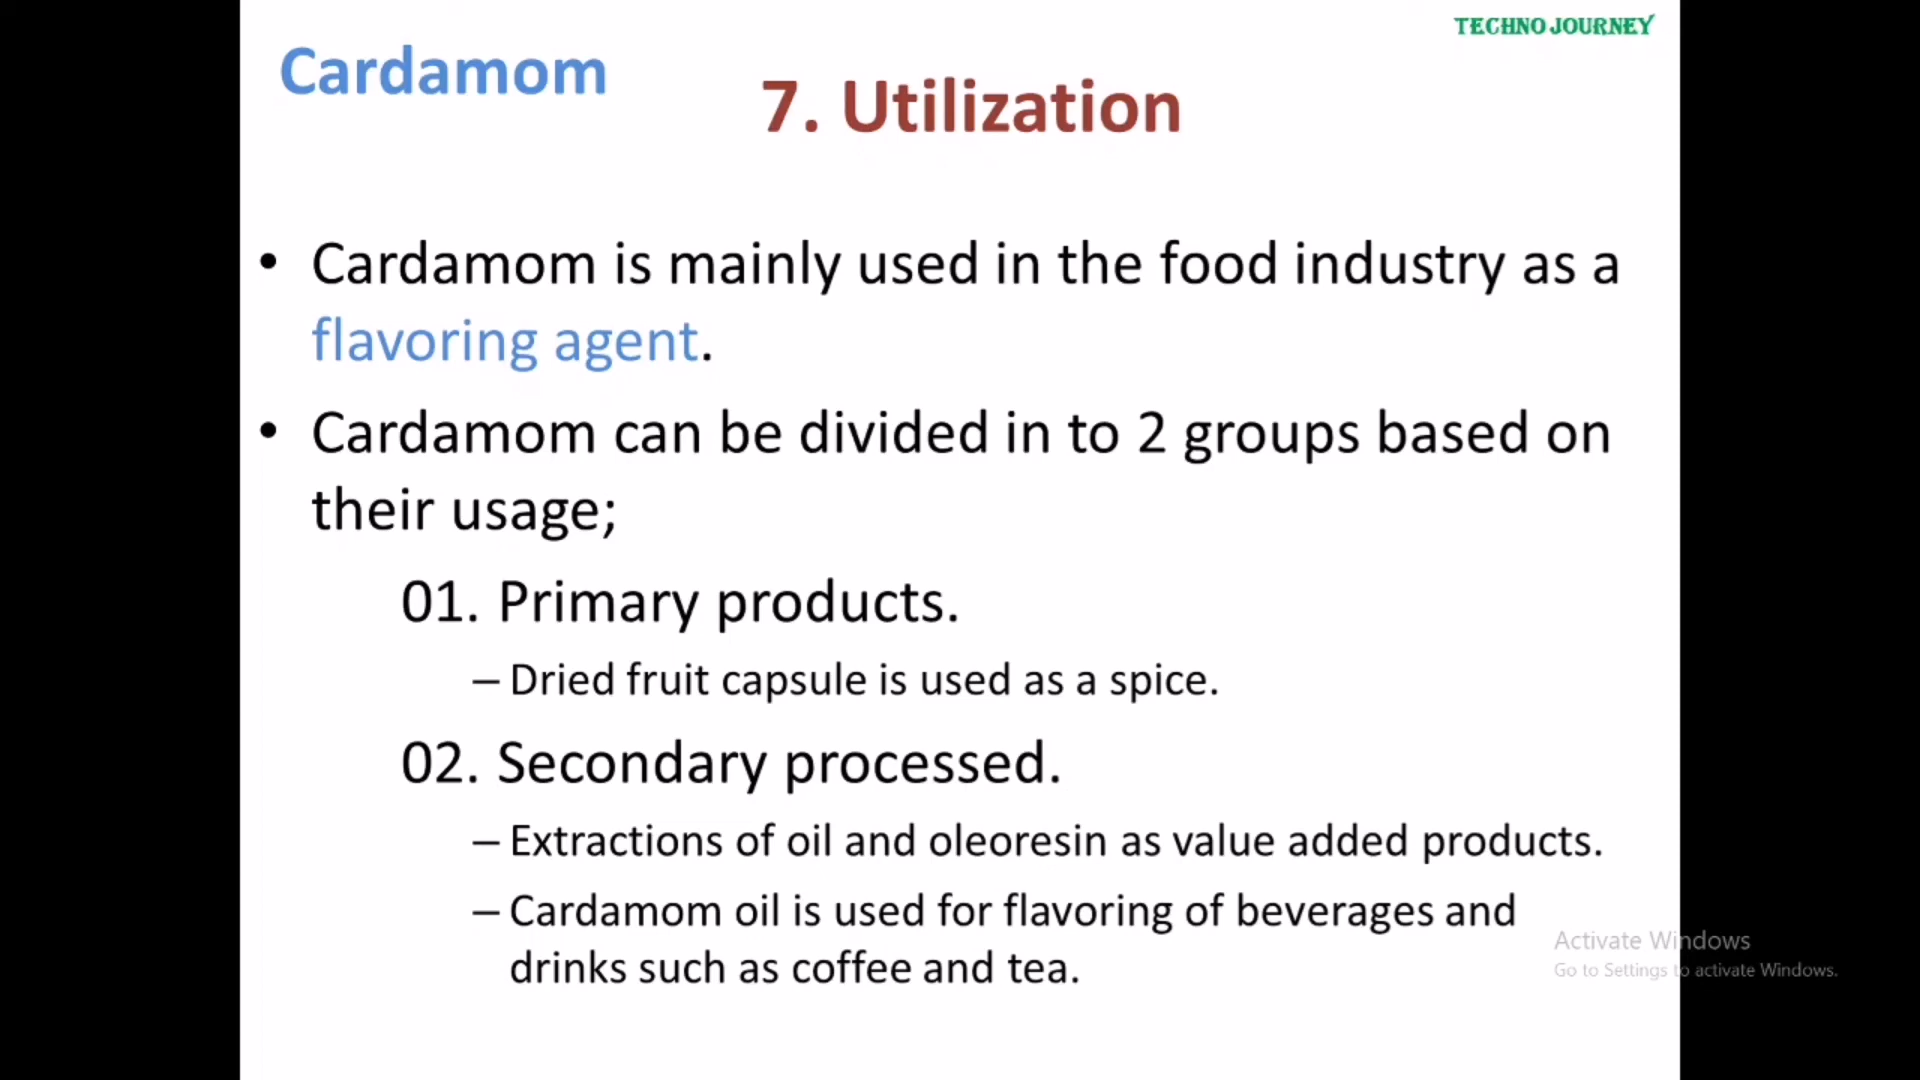 TECHNO JOURNEY
Cardamom
7. Utilization
• Cardamom is mainly used in the food industry as a
flavoring agent.
• Cardamom can be divided in to 2 groups based on
their usage;
01. Primary products.
– Dried fruit capsule is used as a spice.
02. Secondary processed.
– Extractions of oil and oleoresin as value added products.
– Cardamom oil is used for flavoring of beverages and
drinks such as coffee and tea.
Activate Windows
Go to Settings to activate Windows.